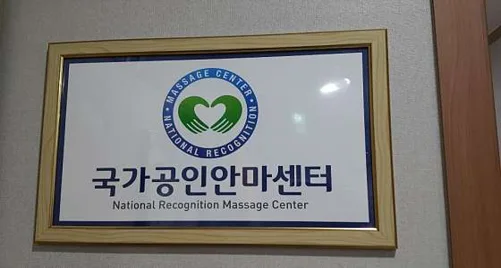 MASSAGE CENTER
NATIONAL RECOGNITION
국가공인안마센터
National Recognition Massage Center